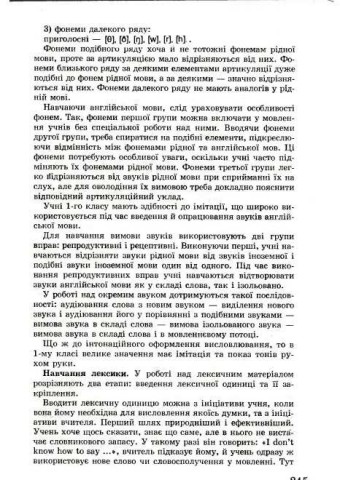 3) фонеми далекого ряду:
приголосні — [θ], [ð], [ŋ], [w], [r], [h] .
Фонеми подібного ряду хоча й не тотожні фонемам рідної
мови, проте за артикуляцією мало відрізняються від них. Фо-
неми близького ряду за деякими елементами артикуляції дуже
подібні до фонем рідної мови, а за деякими — значно відрізня-
ються від них. Фонеми далекого ряду не мають аналогів у рід-
ній мові.
Навчаючи англійської мови, слід ураховувати особливості
фонем. Так, фонеми першої групи можна включати у мовлен-
ня учнів без спеціальної роботи над ними. Вводячи фонеми
другої групи, треба спиратися на подібні елементи, підкреслю-
ючи відмінність між фонемами рідної та англійської мов. Ці
фонеми потребують особливої уваги, оскільки учні часто під-
міняють їх фонемами рідної мови. Фонеми третьої групи лег-
ко відрізняються від звуків рідної мови при сприйманні їх на
слух, але для оволодіння їх вимовою треба докладно пояснити
відповідний артикуляційний уклад.
Учні 1-го класу мають здібності до імітації, що широко ви-
користовується під час введення й опрацювання звуків англій-
ської мови.
Для навчання вимови звуків використовують дві групи
вправ: репродуктивні і рецептивні. Виконуючи перші, учні на-
вчаються відрізняти звуки рідної мови від звуків іноземної і
подібні звуки іноземної мови один від одного. Під час вико-
нання репродуктивних вправ учні навчаються відтворювати
звуки англійської мови як у складі слова, так і ізольовано.
У роботі над окремим звуком дотримуються такої послідов-
ності: аудіювання слова з новим звуком — виділення нового
звука і аудіювання його у порівнянні з подібними звуками —
вимова звука в складі слова — вимова ізольованого звука —
вимова звука в складі слова і в мовленнєвому потоці.
Що ж до інтонаційного оформлення висловлювання, то в
1-му класі велике значення має імітація та показ тонів ру-
хом руки.
Навчання лексики. У роботі над лексичним матеріалом
розрізняють два етапи: введення лексичної одиниці та її за-
кріплення.
Вводити лексичну одиницю можна з ініціативи учня, коли
вона йому необхідна для висловлення якоїсь думки, та з ініці-
ативи вчителя. Перший шлях природніший і ефективніший.
Учень хоче щось сказати, знає що саме, але в нього не вистa-
чає словникового запасу. У такому разі він говорить: «I don't
know how to say ...», вчитель підказує йому, й учень одразу ж
використовує нове слово чи словосполучення у мовленні. Тут